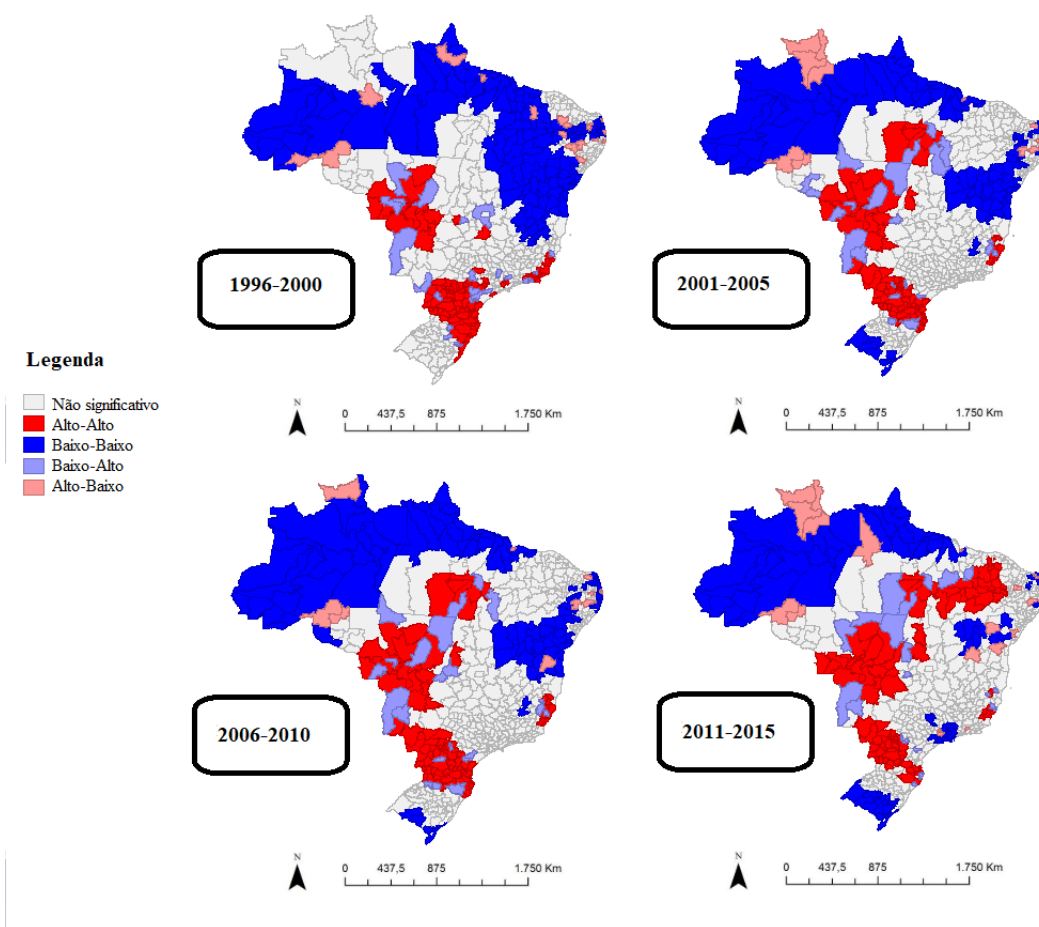 1996-2000
2001-2005
Legenda
Não significativo
Alto-Alto
Baixo-Baixo
Baixo-Alto
Alto-Baixo
N
0 437,5 875 1.750 Km
N
0 437,5 875 1.750 Km
2006-2010
2011-2015
N
0 437,5 875 1.750 Km
N
0 437,5 875 1.750 Km